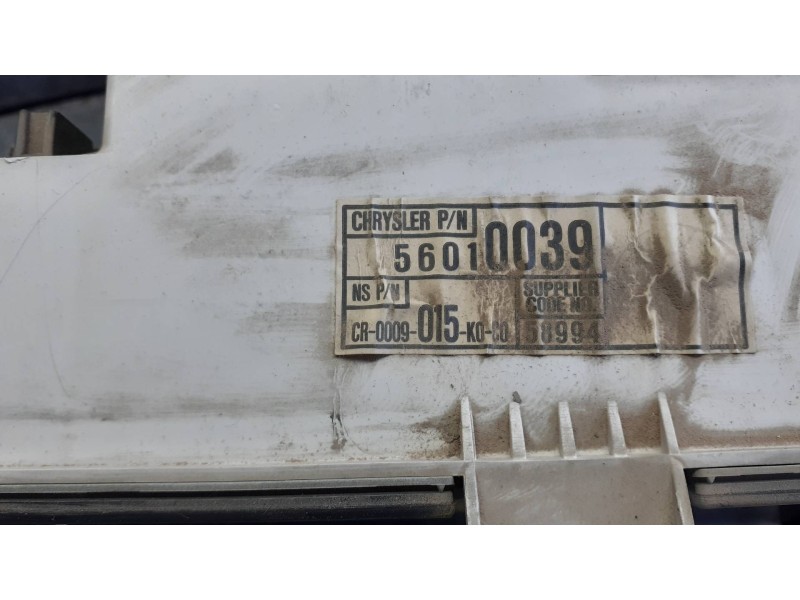 CHRYSLER P/N
56010039
NS P/N
SUPPLIER
CODE NO.
CR-0009-015-KO-CO
58994